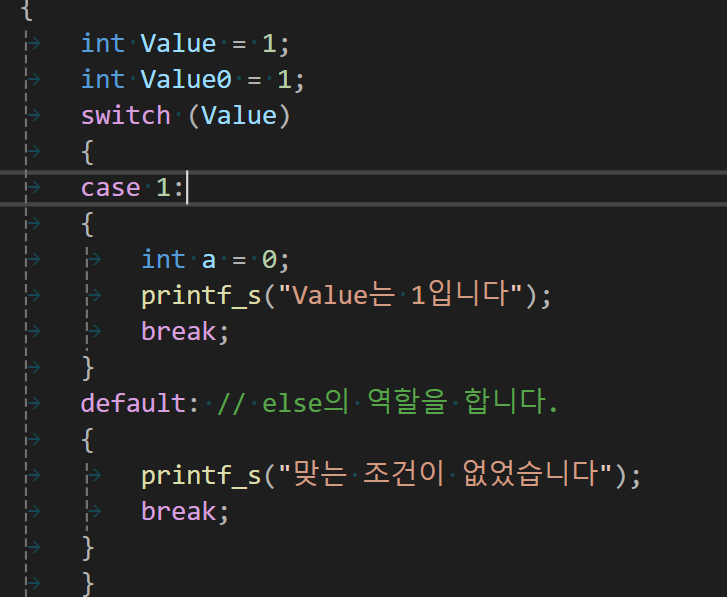 {
int Value = 1;
int Value0 = 1;
switch (Value)
{
case 1:
{
int a = 0;
printf_s("Value는 1입니다");
break;
}
default: // else의 역할을 합니다.
{
printf_s("맞는 조건이 없었습니다");
break;
}
}